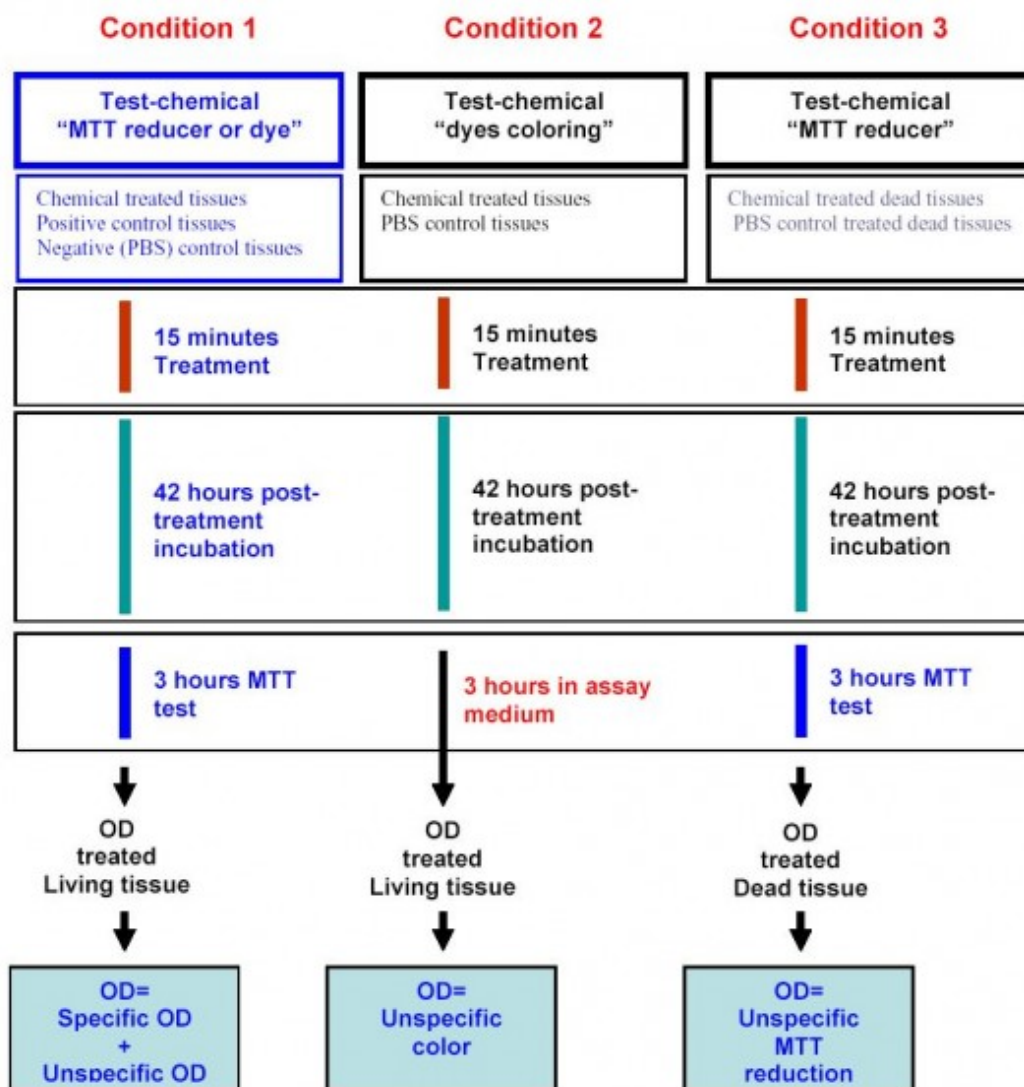 Condition 1
Condition 2
Condition 3
Test-chemical
“MTT reducer or dye”
Test-chemical
“dyes coloring”
Test-chemical
“MTT reducer”
Chemical treated tissues
Positive control tissues
Negative (PBS) control tissues
Chemical treated tissues
PBS control tissues
Chemical treated dead tissues
PBS control treated dead tissues
15 minutes
Treatment
15 minutes
Treatment
15 minutes
Treatment
42 hours post-
treatment
incubation
42 hours post-
treatment
incubation
42 hours post-
treatment
incubation
3 hours MTT
test
3 hours in assay
medium
3 hours MTT
test
OD
treated
Living tissue
OD
treated
Living tissue
OD
treated
Dead tissue
OD=
Specific OD
+
Unspecific OD
OD=
Unspecific
color
OD=
Unspecific
MTT
reduction